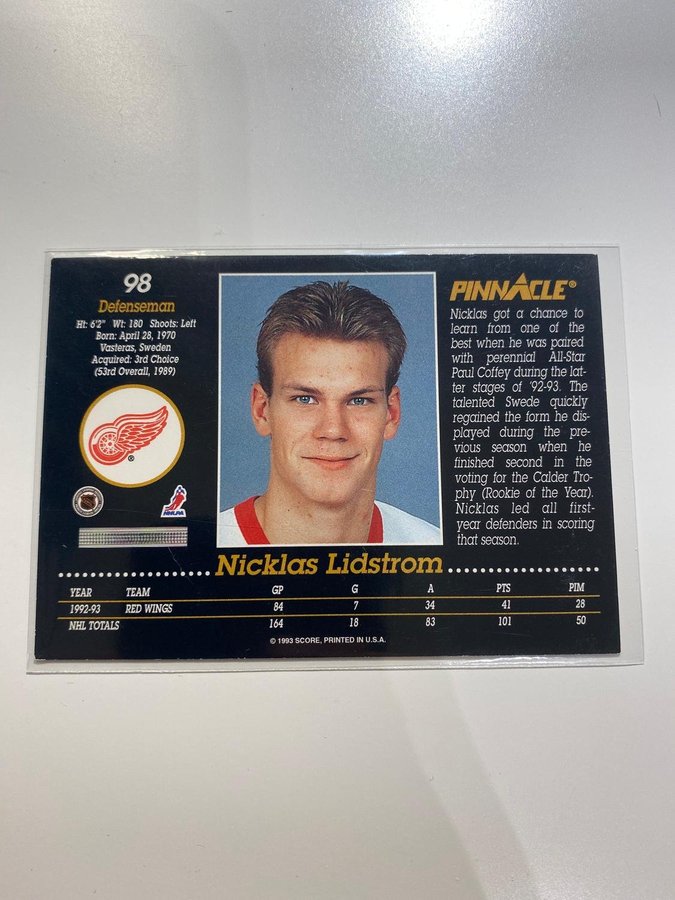 98
Defenseman
Ht: 6'2" Wt: 180 Shoots: Left
Born: April 28, 1970
Vasteras, Sweden
Acquired: 3rd Choice
(53rd Overall, 1989)
NHLPA
PINNACLE®
Nicklas got a chance to
learn from one of the
best when he was paired
with perennial All-Star
Paul Coffey during the lat-
ter stages of '92-93. The
talented Swede quickly
regained the form he dis-
played during the pre-
vious season when he
finished second in the
voting for the Calder Tro-
phy (Rookie of the Year).
Nicklas led all first-
year defenders in scoring
that season.
Nicklas Lidstrom
YEAR TEAM GP G A PTS PIM
1992-93 RED WINGS 84 7 34 41 28
NHL TOTALS 164 18 83 101 50
© 1993 SCORE, PRINTED IN U.S.A.